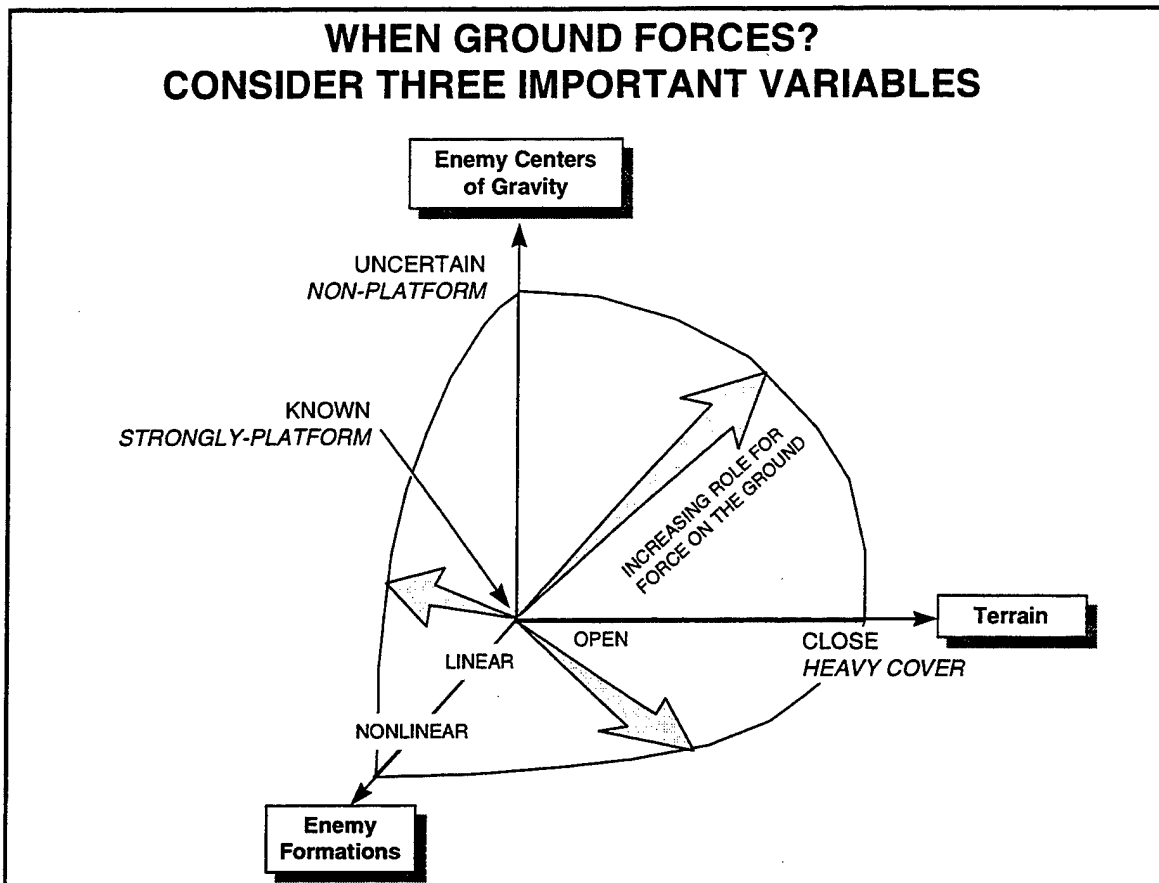 WHEN GROUND FORCES?
CONSIDER THREE IMPORTANT VARIABLES
Enemy Centers
of Gravity
UNCERTAIN
NON-PLATFORM
KNOWN
STRONGLY-PLATFORM
INCREASING ROLE FOR
FORCE ON THE GROUND
Terrain
OPEN
CLOSE
HEAVY COVER
LINEAR
NONLINEAR
Enemy
Formations